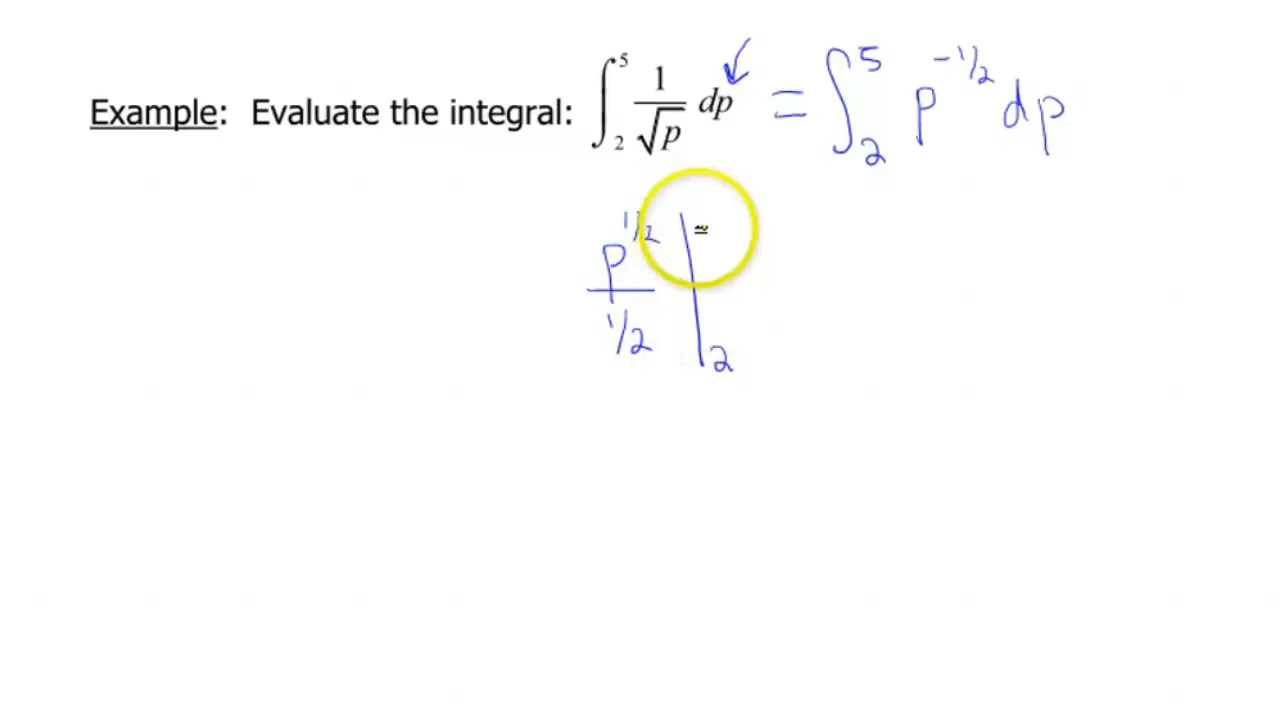 Example: Evaluate the integral: ∫₂⁵ 1/√p dp = ∫₂⁵ p^(-1/2) dp
p^(1/2) / (1/2) |₂